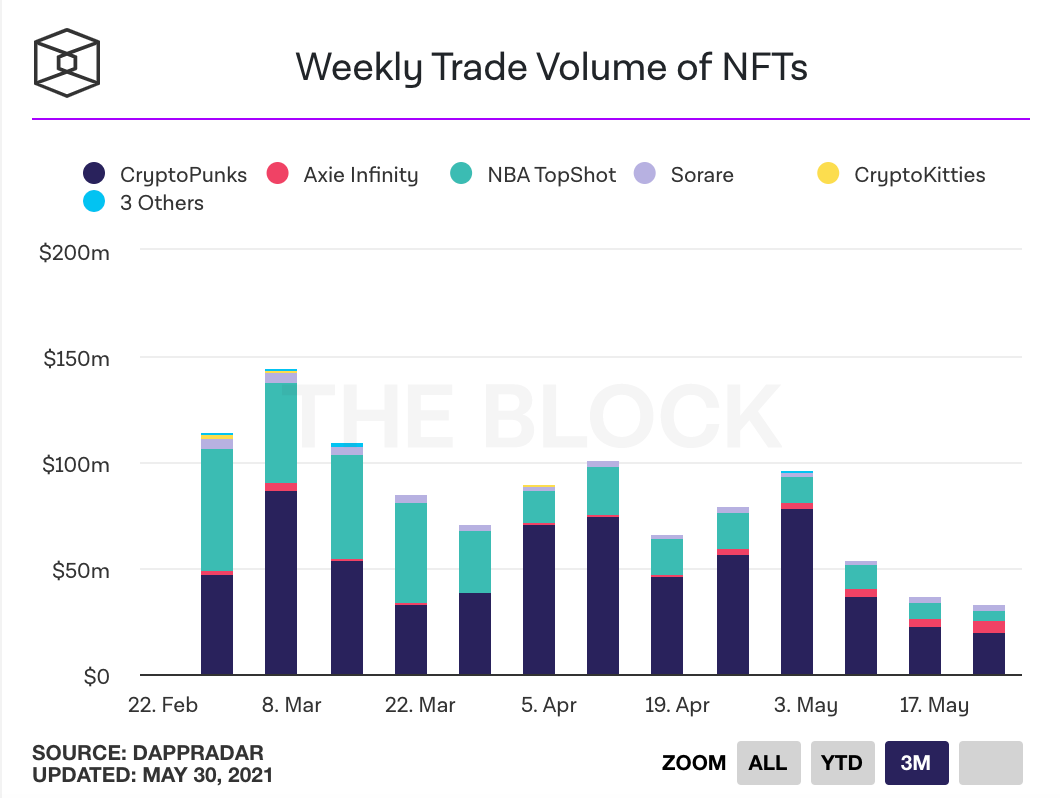 Weekly Trade Volume of NFTs
CryptoPunks Axie Infinity NBA TopShot Sorare CryptoKitties
3 Others
$200m
$150m
THE BLOCK
$100m
$50m
$0
22. Feb 8. Mar 22. Mar 5. Apr 19. Apr 3. May 17. May
SOURCE: DAPPRADAR
UPDATED: MAY 30, 2021
ZOOM ALL YTD 3M